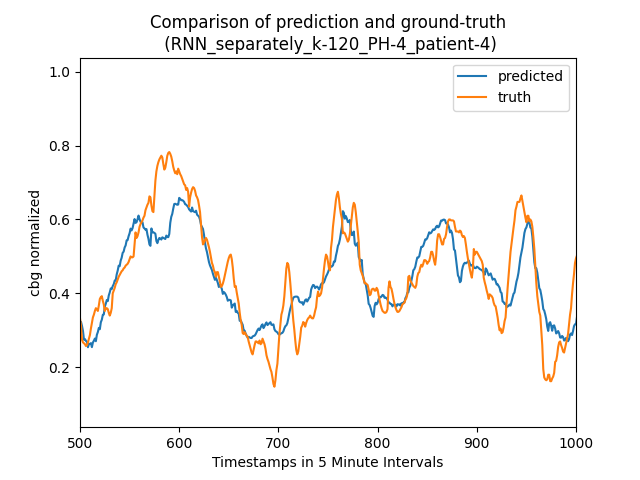 Comparison of prediction and ground-truth
(RNN_separately_k-120_PH-4_patient-4)
predicted
truth
cbg normalized
1.0
0.8
0.6
0.4
0.2
500
600
700
800
900
1000
Timestamps in 5 Minute Intervals